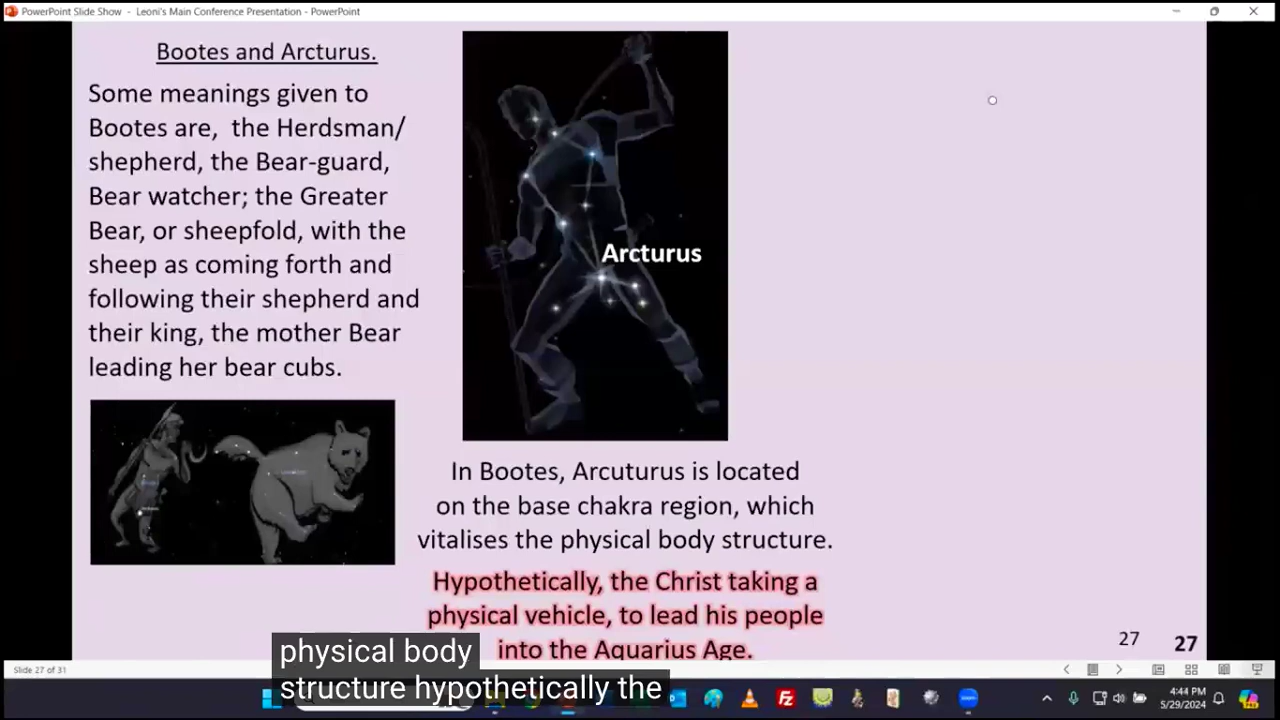 PowerPoint Slide Show - Leoni's Main Conference Presentation - PowerPoint
Bootes and Arcturus.
Some meanings given to
Bootes are, the Herdsman/
shepherd, the Bear-guard,
Bear watcher; the Greater
Bear, or sheepfold, with the
sheep as coming forth and
following their shepherd and
their king, the mother Bear
leading her bear cubs.
Arcturus
In Bootes, Arcuturus is located
on the base chakra region, which
vitalises the physical body structure.
Hypothetically, the Christ taking a
physical vehicle, to lead his people
into the Aquarius Age.
27 27
physical body
structure hypothetically the
Slide 27 of 31
4:44 PM
5/29/2024